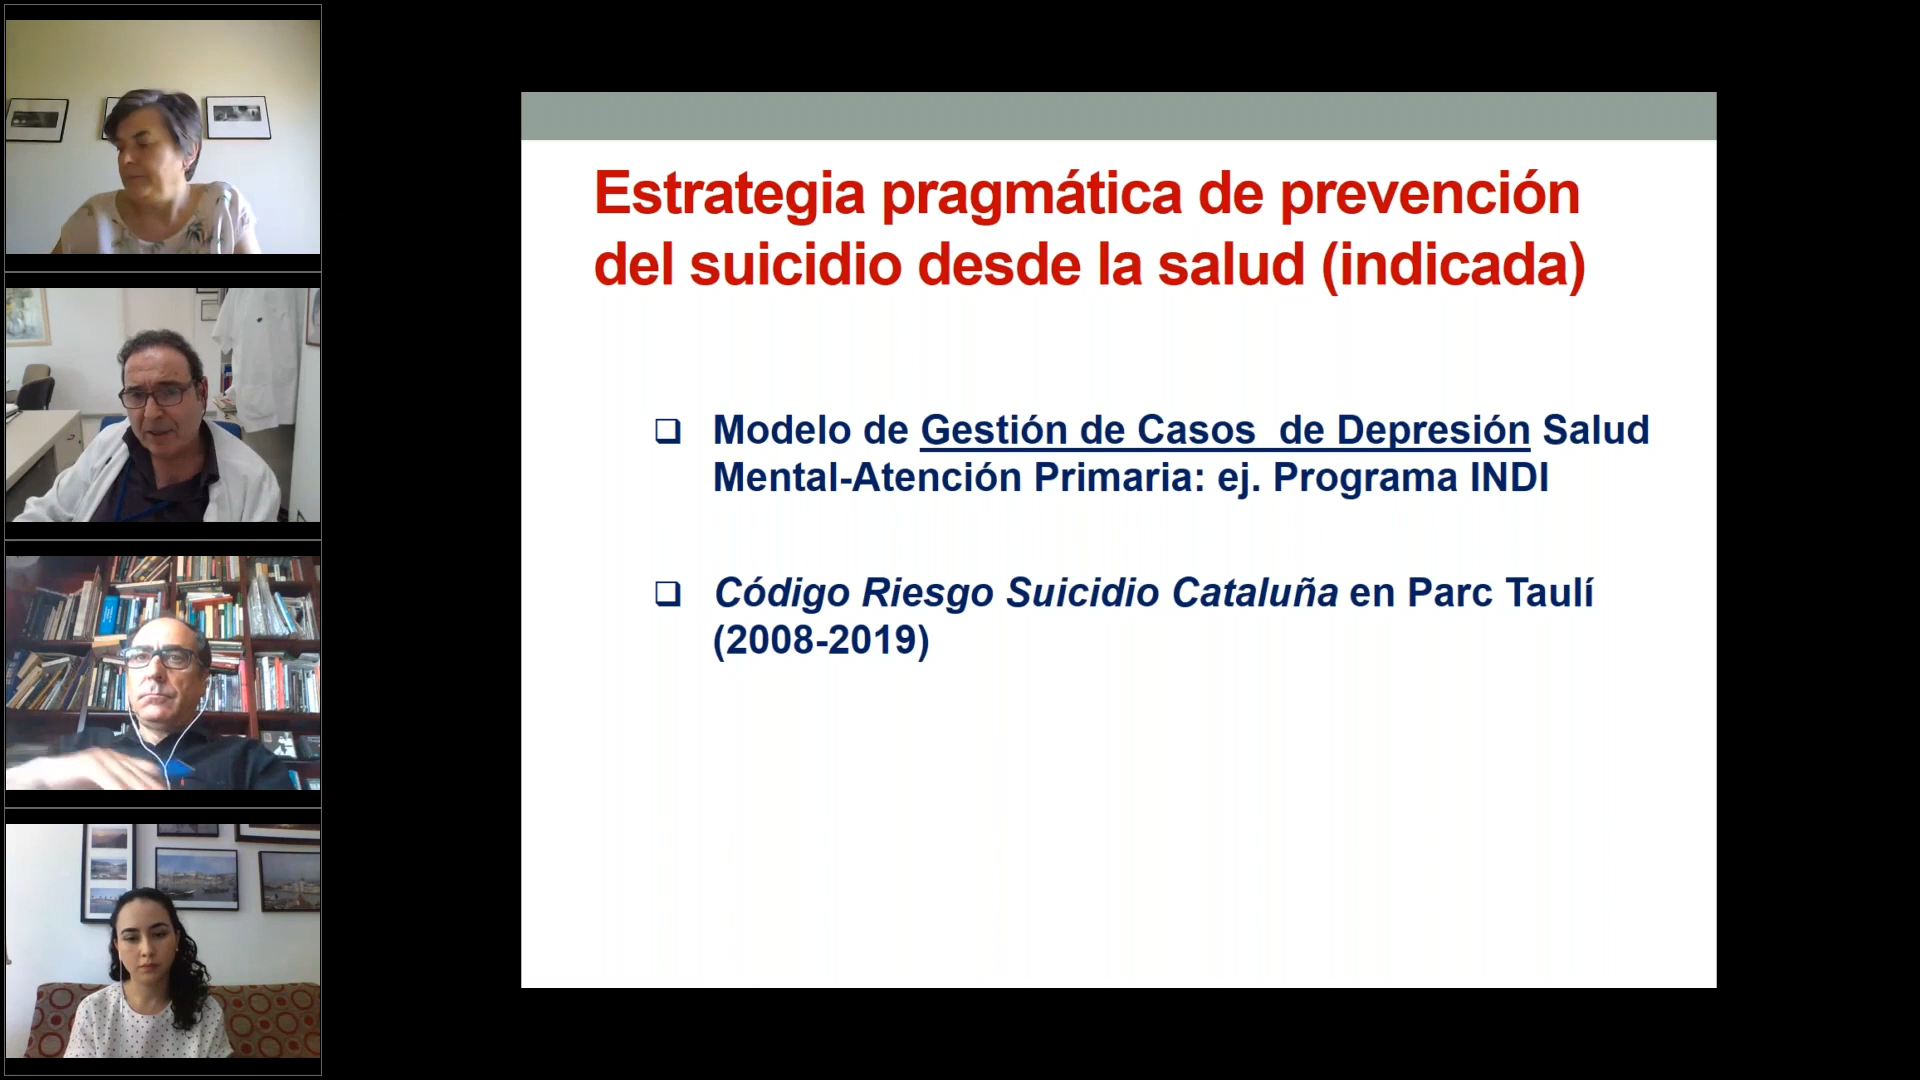 Estrategia pragmática de prevención
del suicidio desde la salud (indicada)
❑ Modelo de Gestión de Casos  de Depresión Salud
Mental-Atención Primaria: ej. Programa INDI
❑ Código Riesgo Suicidio Cataluña en Parc Taulí
(2008-2019)